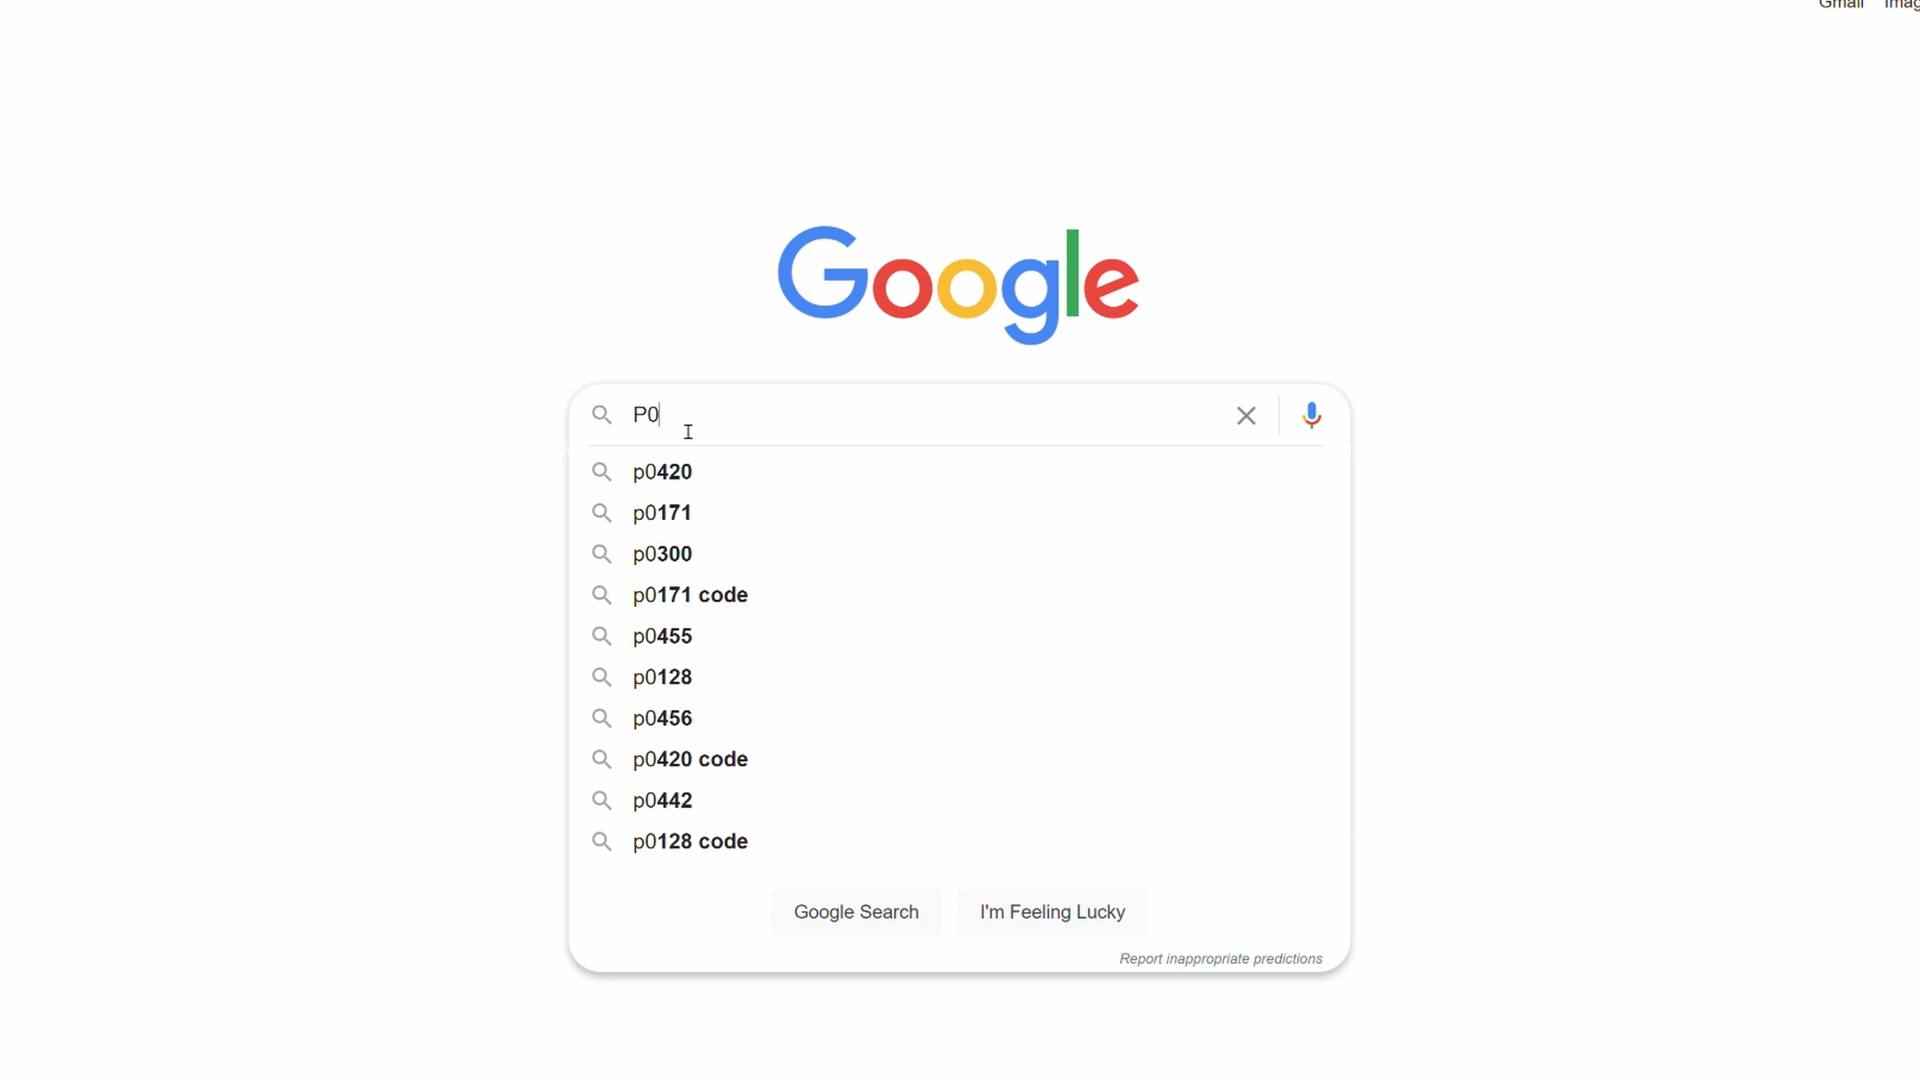 Gmail Imag
Google
P0
p0420
p0171
p0300
p0171 code
p0455
p0128
p0456
p0420 code
p0442
p0128 code
Google Search I'm Feeling Lucky
Report inappropriate predictions